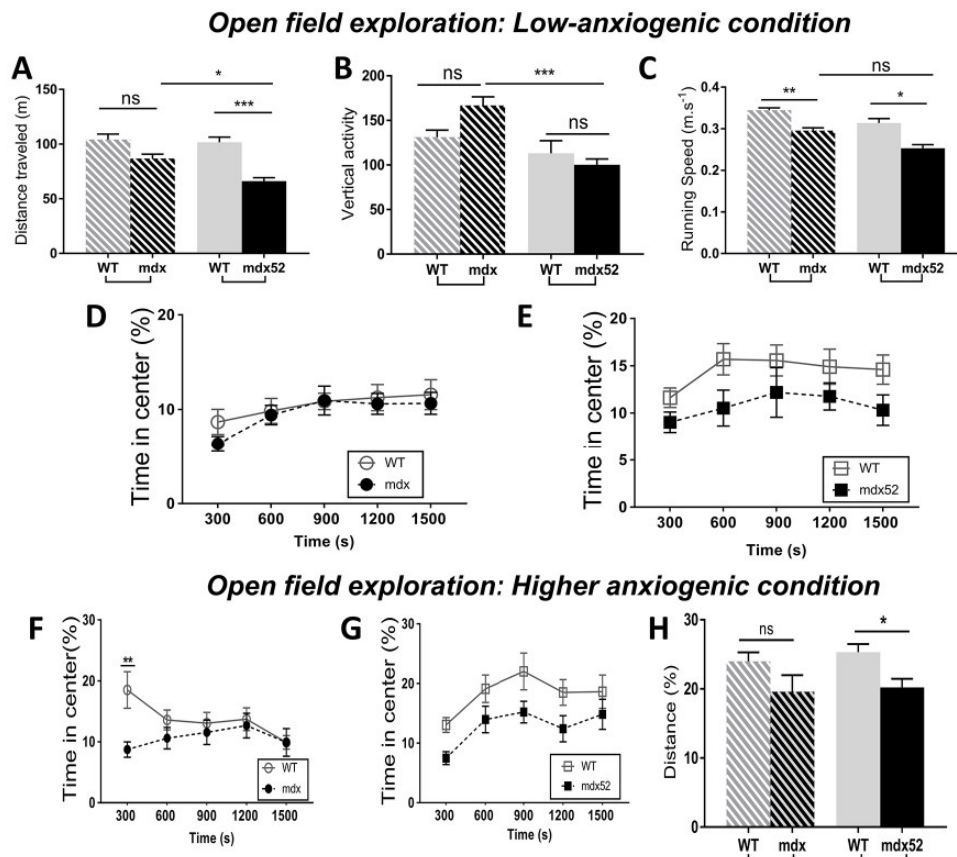 Open field exploration: Low-anxiogenic condition
A
Distance traveled (m)
150
100
50
0
ns
*
***
WT
mdx
WT
mdx52
B
Vertical activity
200
150
100
50
0
ns
***
ns
WT
mdx
WT
mdx52
C
Running Speed (m.s-1)
0.4
0.3
0.2
0.1
0.0
**
ns
*
WT
mdx
WT
mdx52
D
Time in center (%)
20
10
0
WT
mdx
300 600 900 1200 1500
Time (s)
E
Time in center (%)
20
15
10
5
0
WT
mdx52
300 600 900 1200 1500
Time (s)
Open field exploration: Higher anxiogenic condition
F
Time in center(%)
30
20
10
0
**
WT
mdx
300 600 900 1200 1500
Time (s)
G
Time in center (%)
30
20
10
0
WT
mdx52
300 600 900 1200 1500
Time (s)
H
Distance (%)
30
20
10
0
ns
*
WT
mdx
WT
mdx52